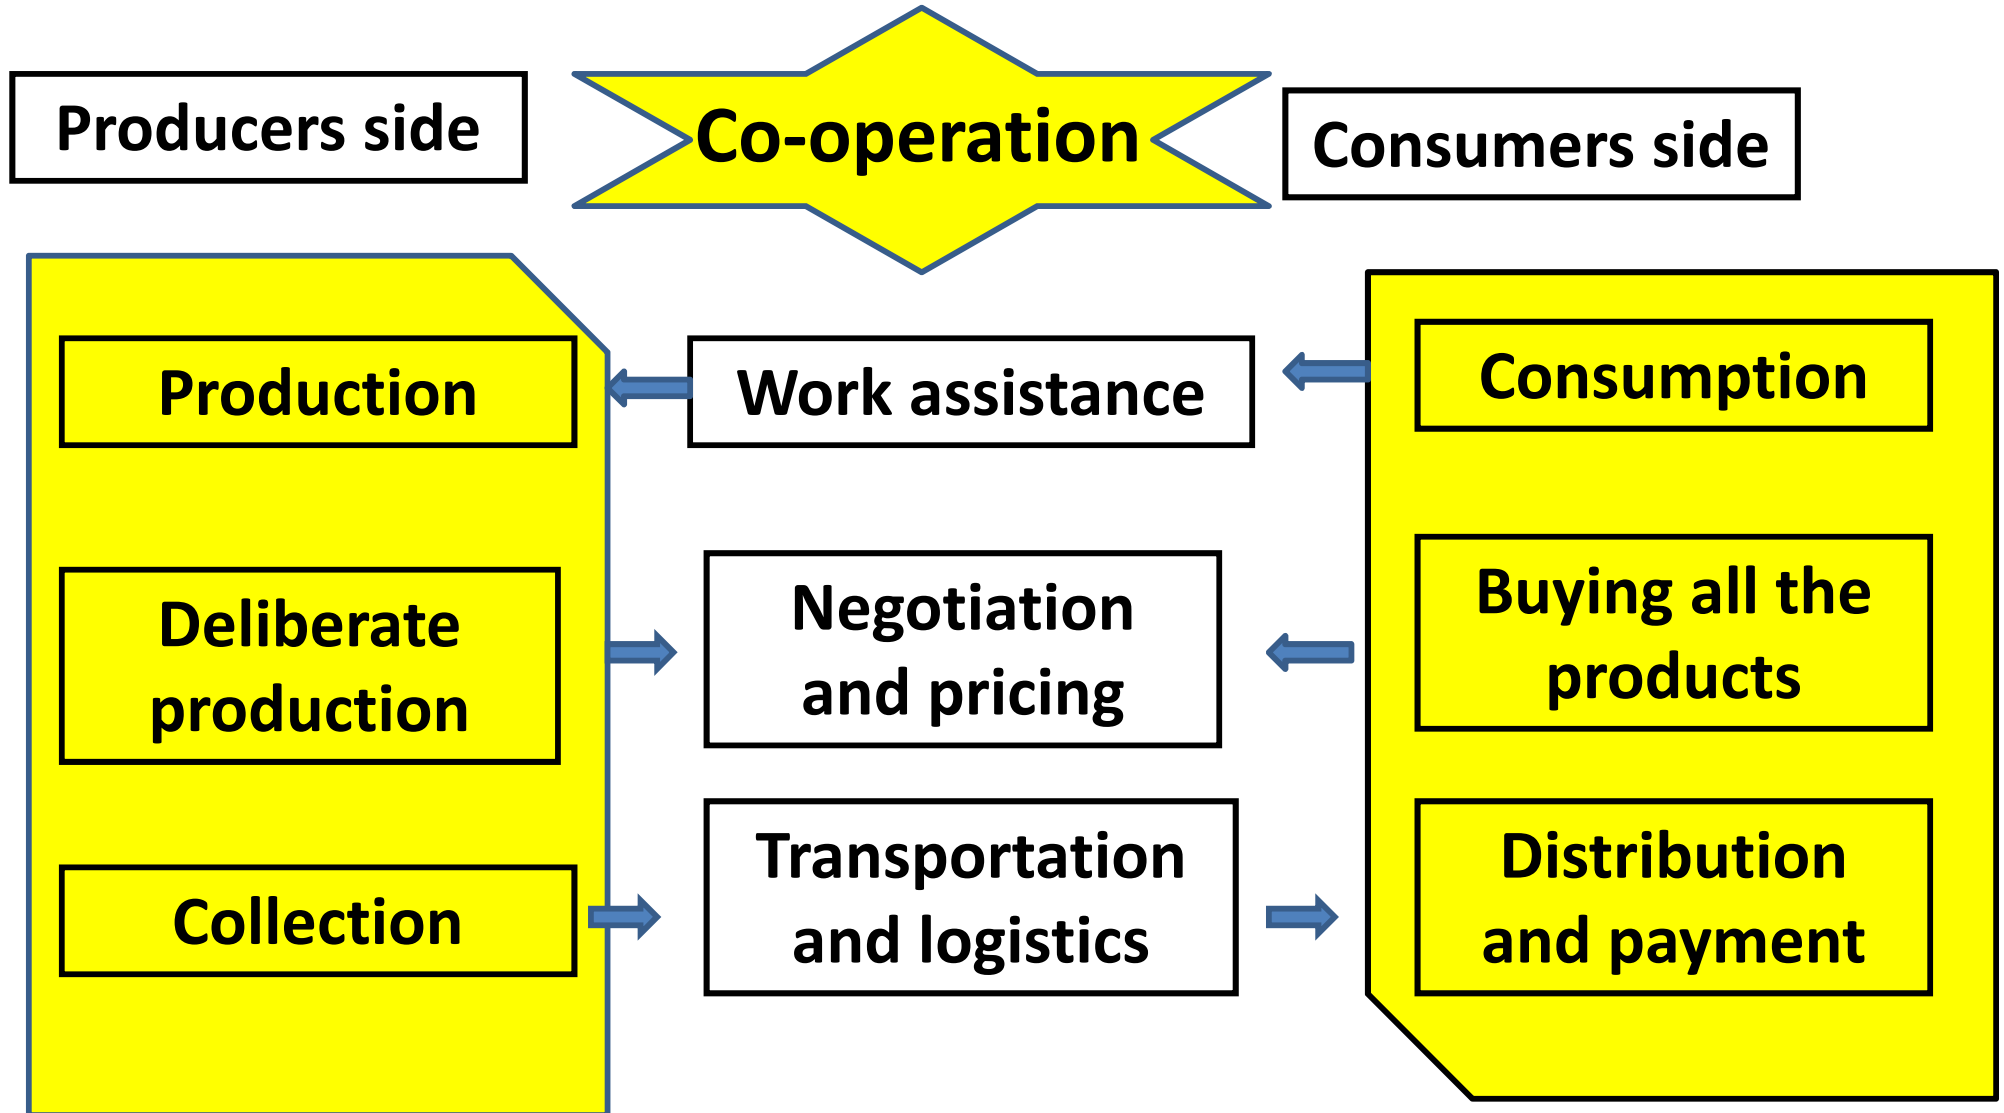 Producers side
Co-operation
Consumers side
Production
Work assistance
Consumption
Deliberate
production
Negotiation
and pricing
Buying all the
products
Collection
Transportation
and logistics
Distribution
and payment